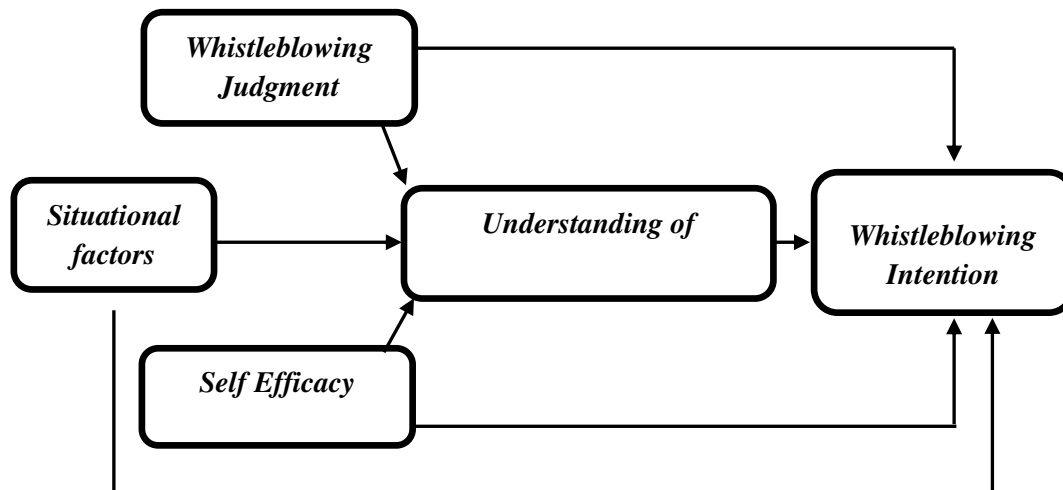 Whistleblowing
Judgment
Situational
factors
Understanding of
Whistleblowing
Intention
Self Efficacy